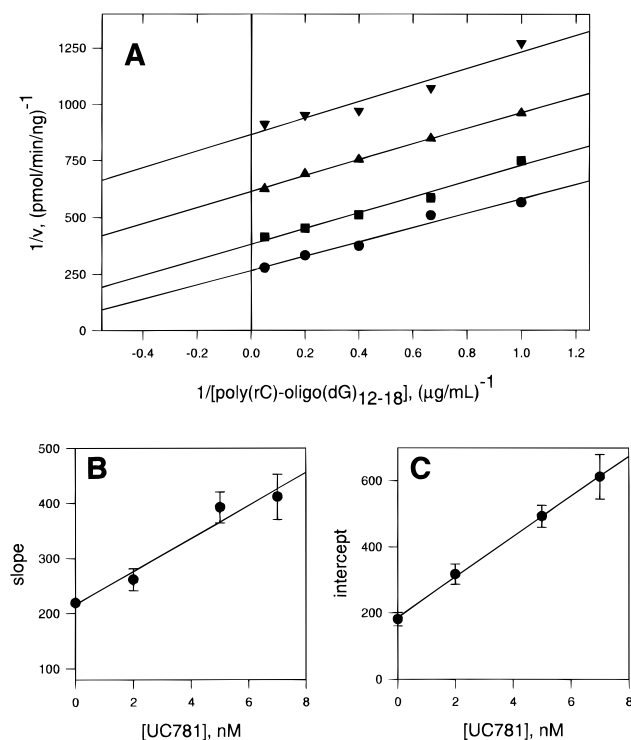 A
1250
1000
750
500
250
0
1/v, (pmol/min/ng)⁻¹
-0.4 -0.2 0.0 0.2 0.4 0.6 0.8 1.0 1.2
1/[poly(rC)-oligo(dG)₁₂₋₁₈], (µg/mL)⁻¹
B
500
400
300
200
100
slope
0 2 4 6 8
[UC781], nM
C
600
400
200
0
intercept
0 2 4 6 8
[UC781], nM